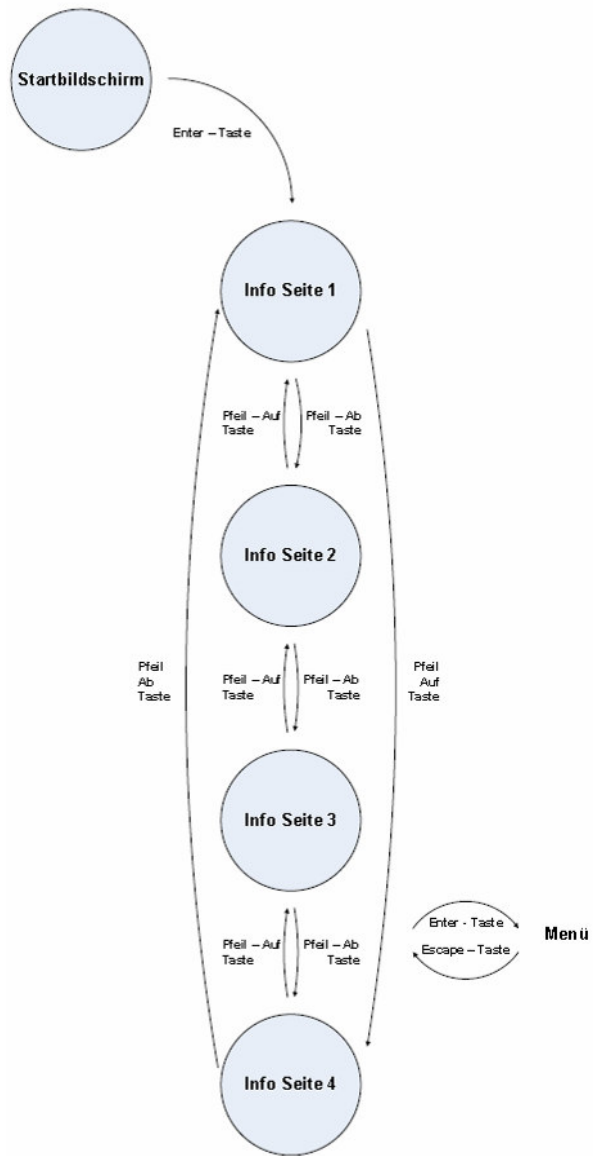 Startbildschirm
Enter – Taste
Info Seite 1
Pfeil – Auf
Taste
Pfeil – Ab
Taste
Info Seite 2
Pfeil
Ab
Taste
Pfeil – Auf
Taste
Pfeil – Ab
Taste
Pfeil
Auf
Taste
Info Seite 3
Pfeil – Auf
Taste
Pfeil – Ab
Taste
Enter - Taste
Escape – Taste
Menü
Info Seite 4